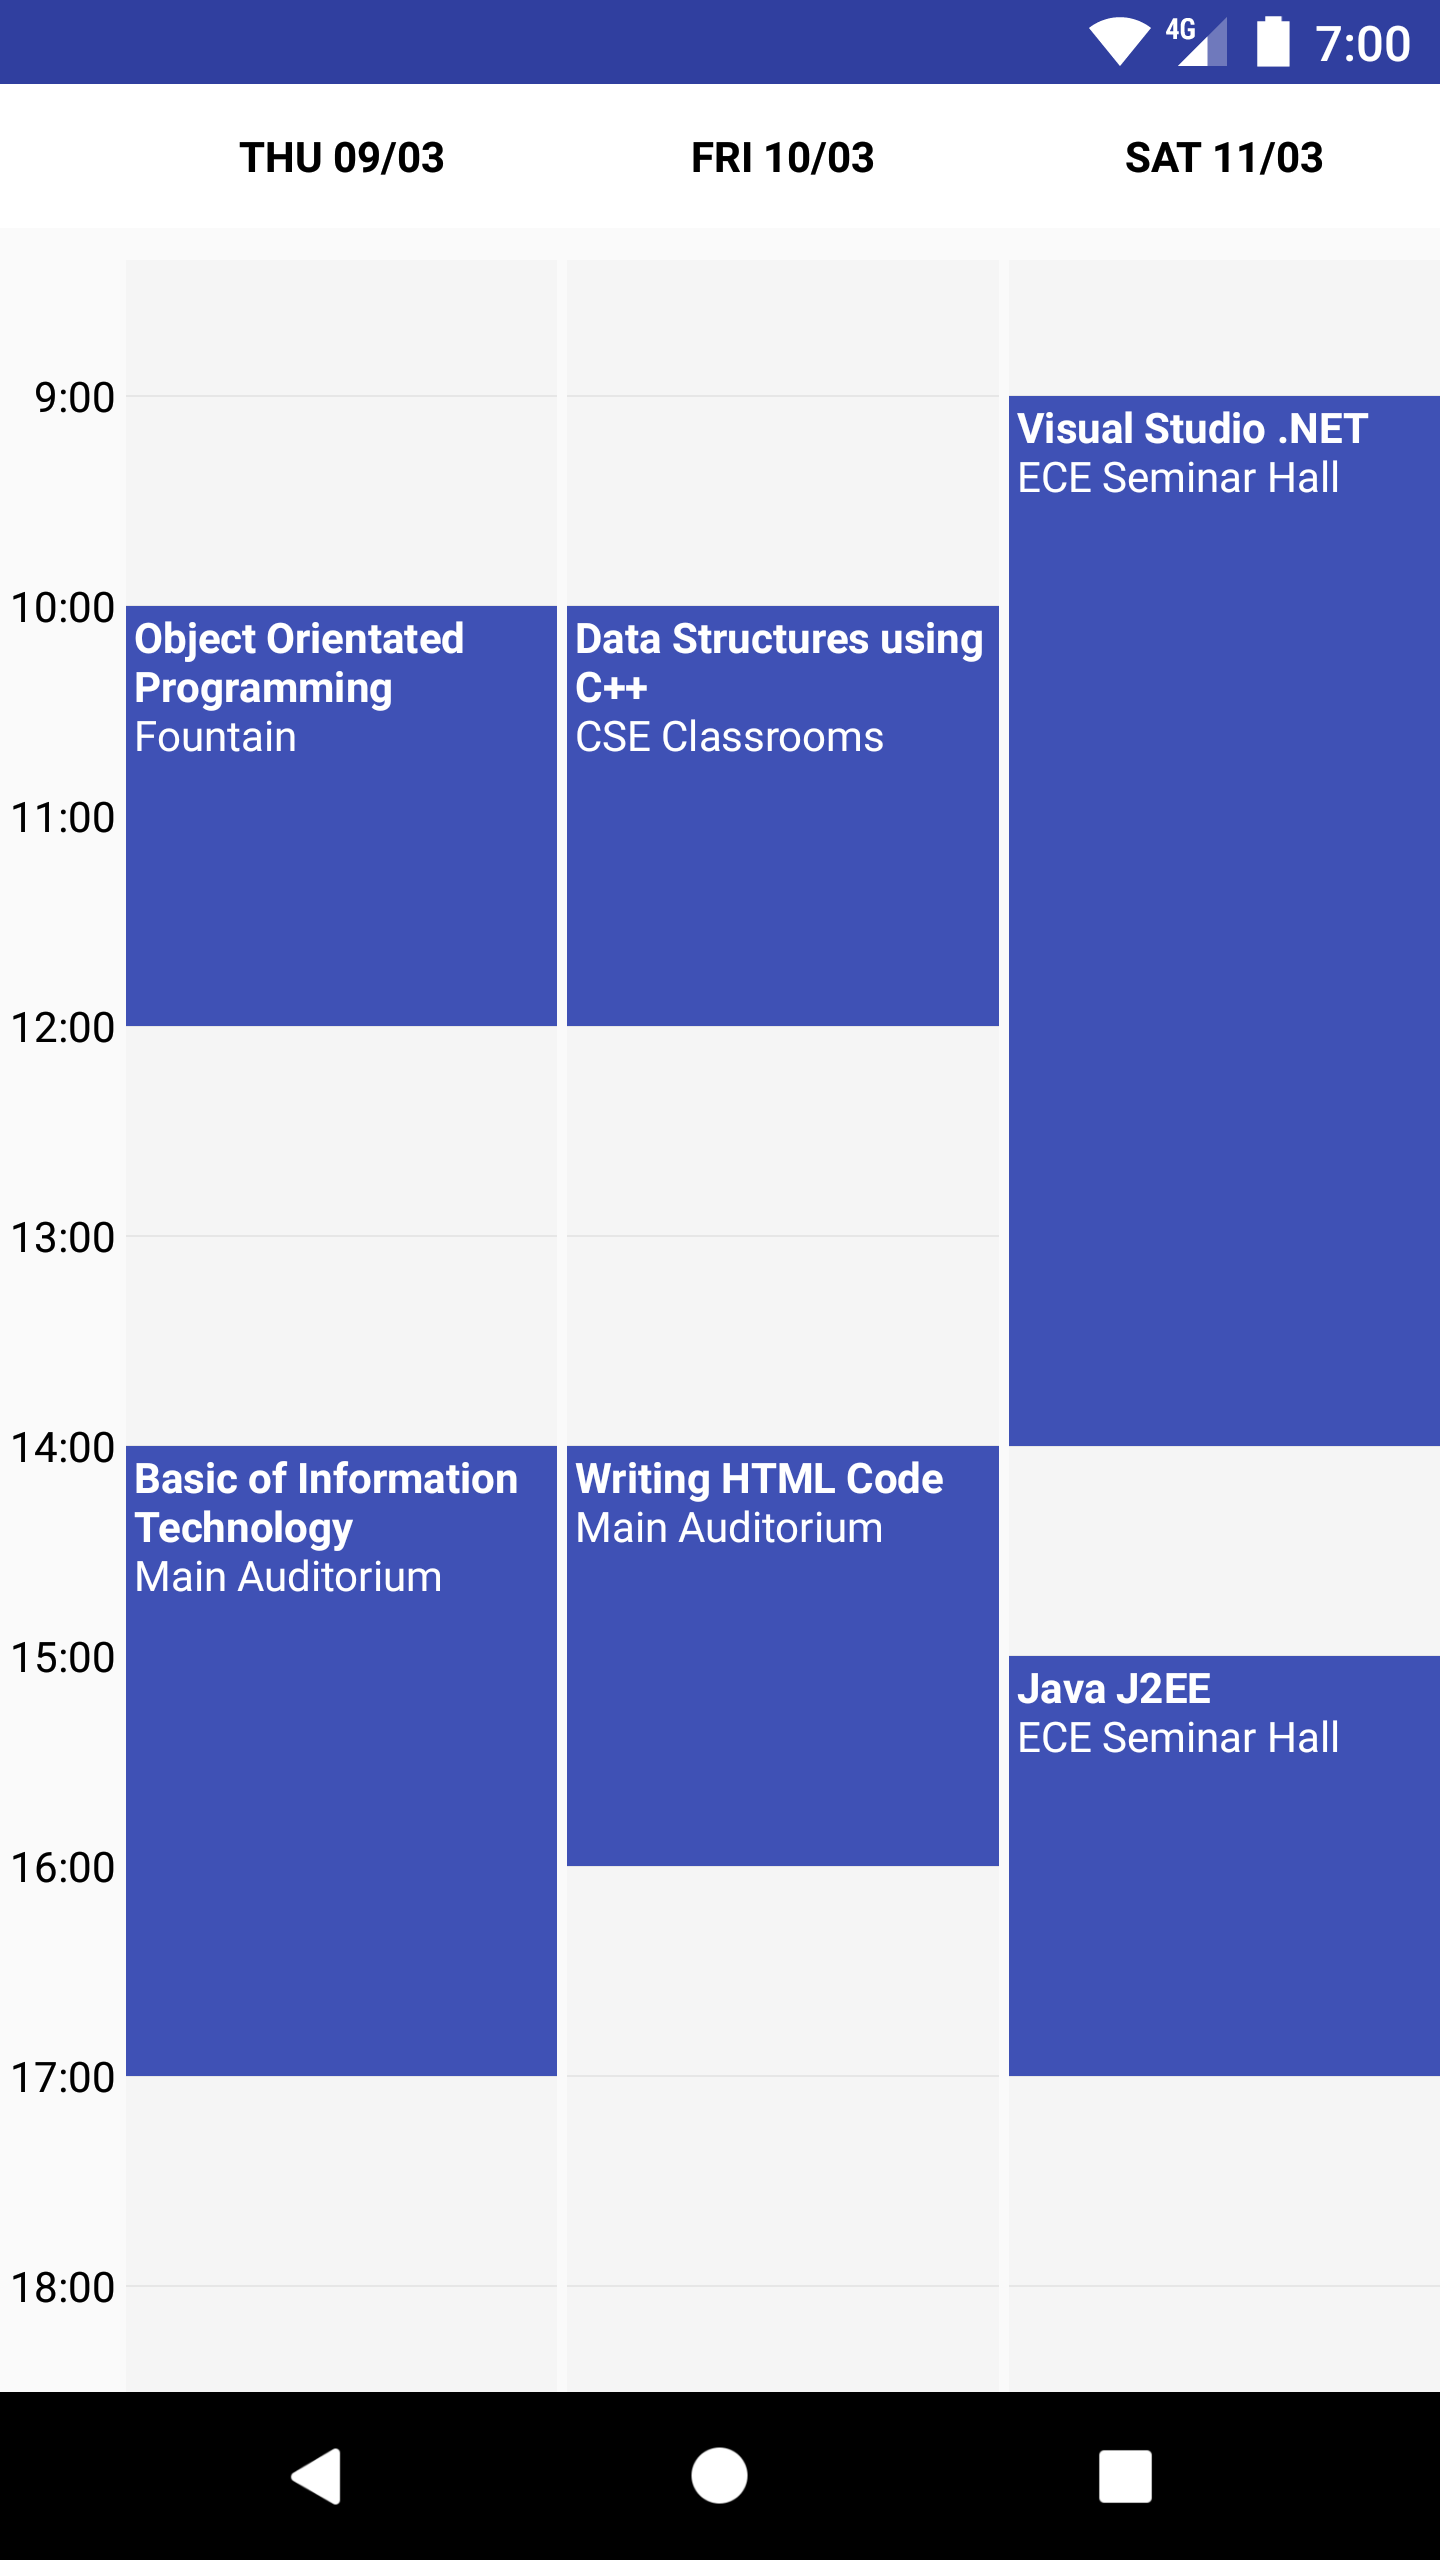 4G 7:00
THU 09/03 FRI 10/03 SAT 11/03
9:00
Visual Studio .NET
ECE Seminar Hall
10:00
Object Orientated
Programming
Fountain
Data Structures using
C++
CSE Classrooms
11:00
12:00
13:00
14:00
Basic of Information
Technology
Main Auditorium
Writing HTML Code
Main Auditorium
15:00
Java J2EE
ECE Seminar Hall
16:00
17:00
18:00